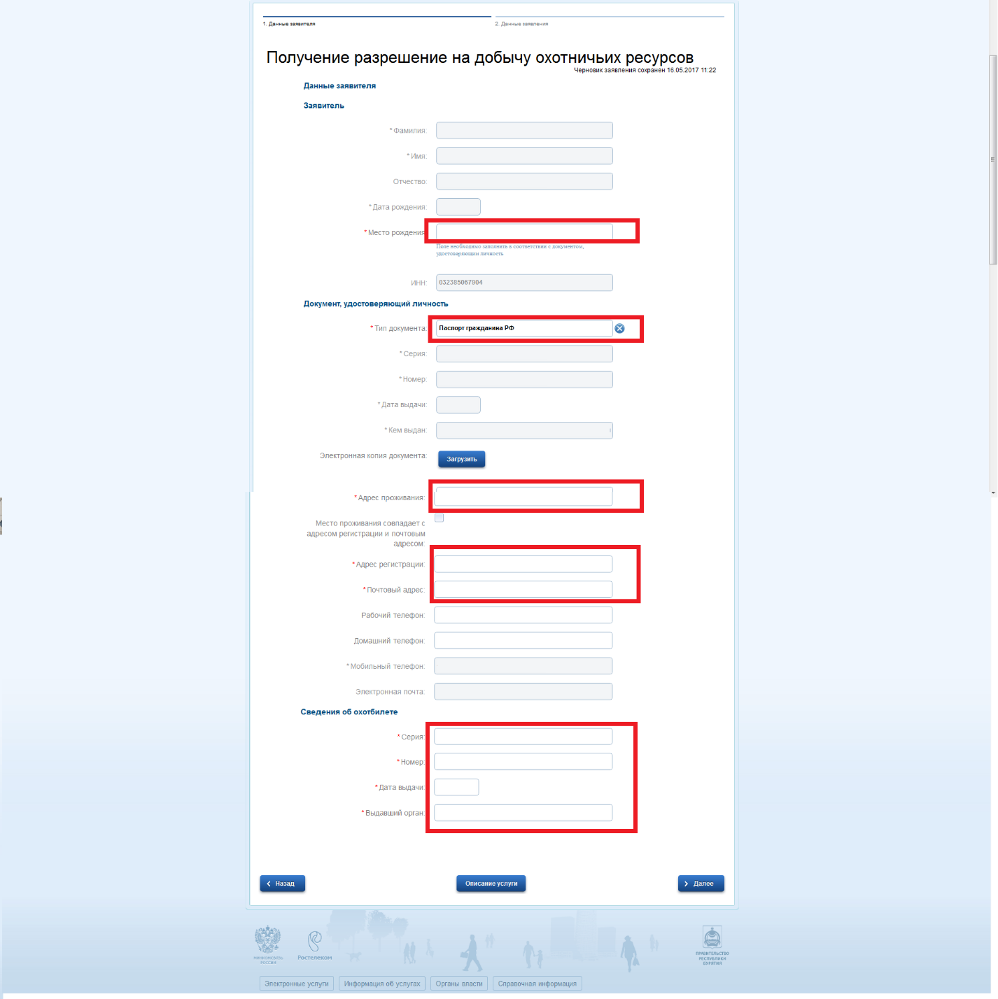 1. Данные заявителя
2. Данные заявления
Получение разрешение на добычу охотничьих ресурсов
Черновик заявления сохранен 16.05.2017 11:22
Данные заявителя
Заявитель
* Фамилия:
* Имя:
Отчество:
* Дата рождения:
* Место рождения
Поле необходимо заполнить в соответствии с документом,
удостоверяющим личность
ИНН: 032385067904
Документ, удостоверяющий личность
* Тип документа: Паспорт гражданина РФ
* Серия:
* Номер:
* Дата выдачи:
* Кем выдан:
Электронная копия документа: Загрузить
* Адрес проживания:
Место проживания совпадает с
адресом регистрации и почтовым
адресом:
* Адрес регистрации:
* Почтовый адрес:
Рабочий телефон:
Домашний телефон:
* Мобильный телефон:
Электронная почта:
Сведения об охотбилете
* Серия:
* Номер:
* Дата выдачи:
* Выдавший орган:
Назад
Описание услуги
Далее
МИНКОМСВЯЗЬ
РОССИИ
Ростелеком
ПРАВИТЕЛЬСТВО
РЕСПУБЛИКИ
БУРЯТИЯ
Электронные услуги
Информация об услугах
Органы власти
Справочная информация